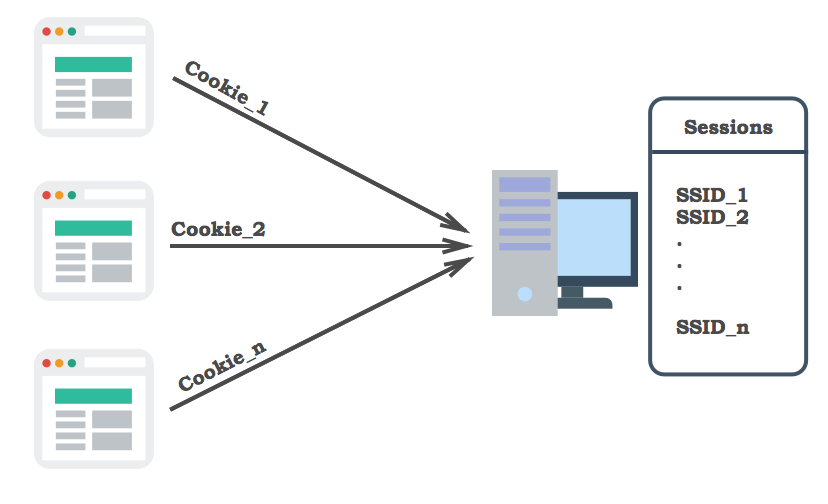 Cookie_1
Cookie_2
Cookie_n
Sessions
SSID_1
SSID_2
.
.
.
SSID_n